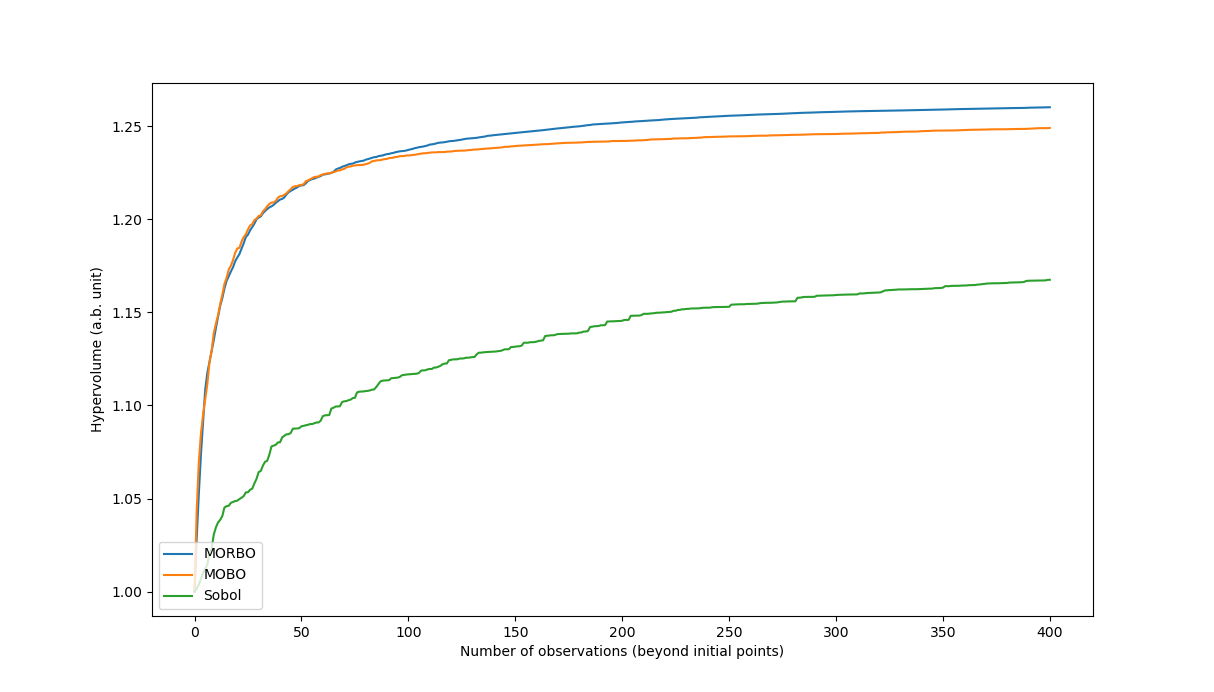 1.25
1.20
1.15
1.10
1.05
1.00
Hypervolume (a.b. unit)
MORBO
MOBO
Sobol
0 50 100 150 200 250 300 350 400
Number of observations (beyond initial points)